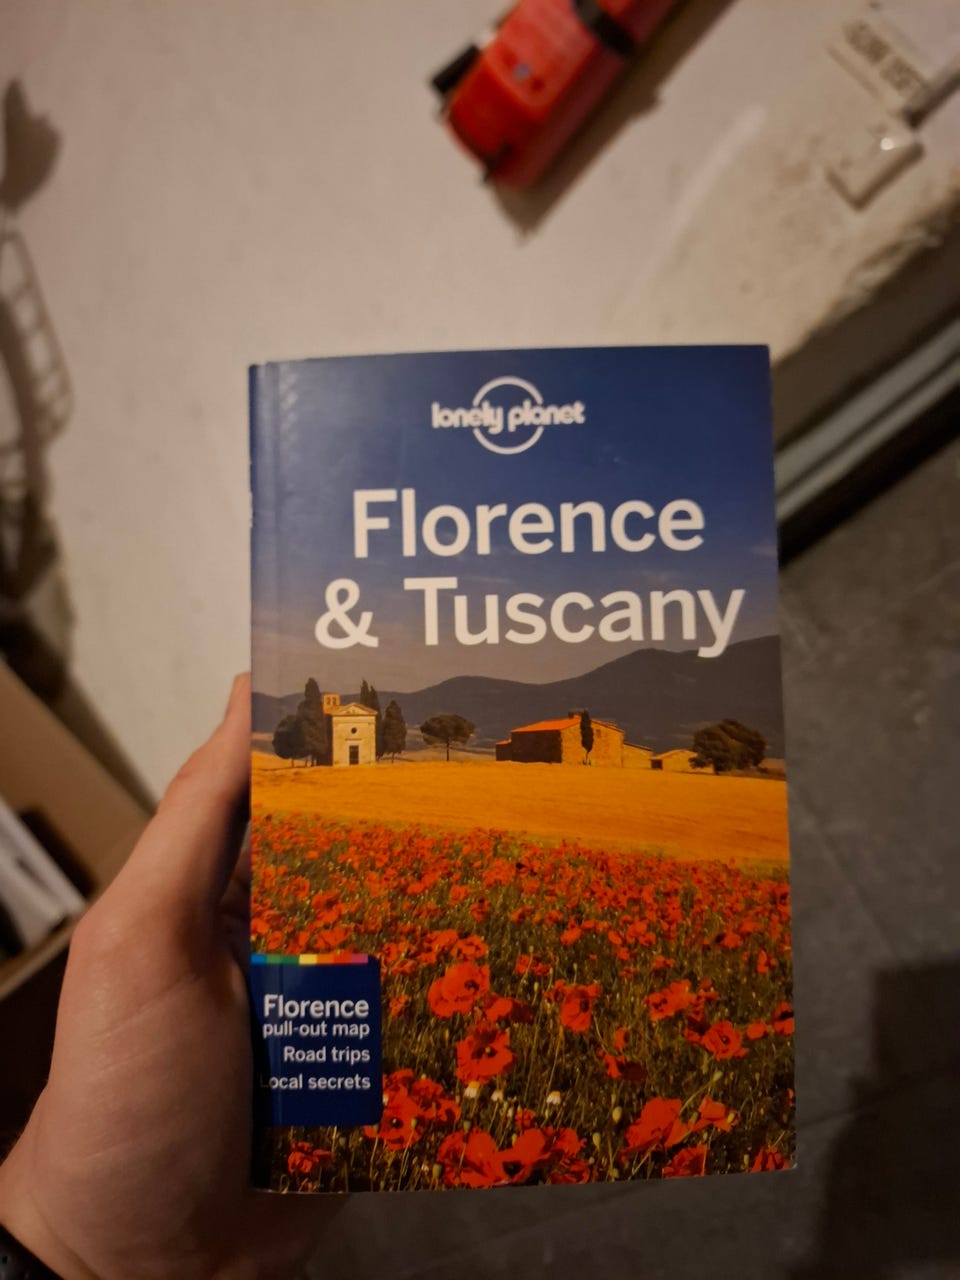 lonely planet
Florence
& Tuscany
Florence
pull-out map
Road trips
Local secrets